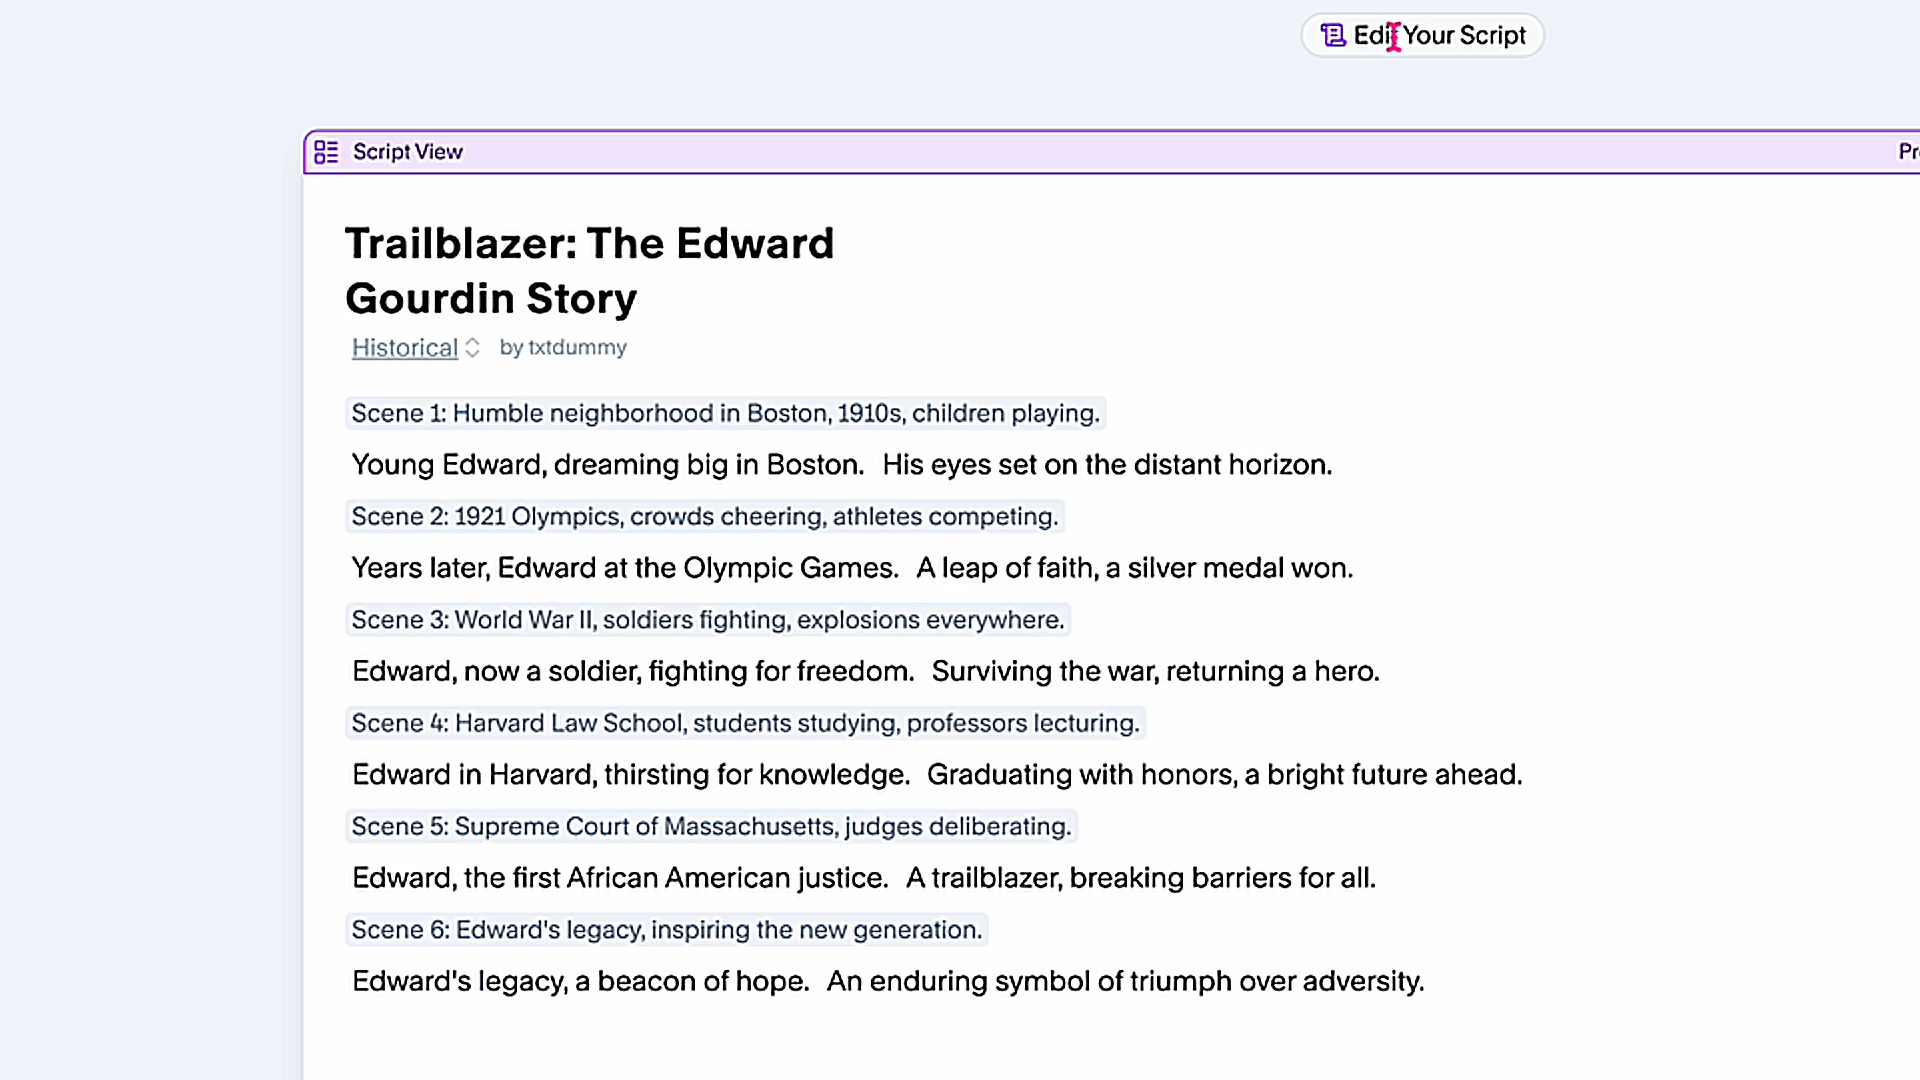 Edit Your Script
Script View
Trailblazer: The Edward
Gourdin Story
Historical by txtdummy
Scene 1: Humble neighborhood in Boston, 1910s, children playing.
Young Edward, dreaming big in Boston. His eyes set on the distant horizon.
Scene 2: 1921 Olympics, crowds cheering, athletes competing.
Years later, Edward at the Olympic Games. A leap of faith, a silver medal won.
Scene 3: World War II, soldiers fighting, explosions everywhere.
Edward, now a soldier, fighting for freedom. Surviving the war, returning a hero.
Scene 4: Harvard Law School, students studying, professors lecturing.
Edward in Harvard, thirsting for knowledge. Graduating with honors, a bright future ahead.
Scene 5: Supreme Court of Massachusetts, judges deliberating.
Edward, the first African American justice. A trailblazer, breaking barriers for all.
Scene 6: Edward's legacy, inspiring the new generation.
Edward's legacy, a beacon of hope. An enduring symbol of triumph over adversity.